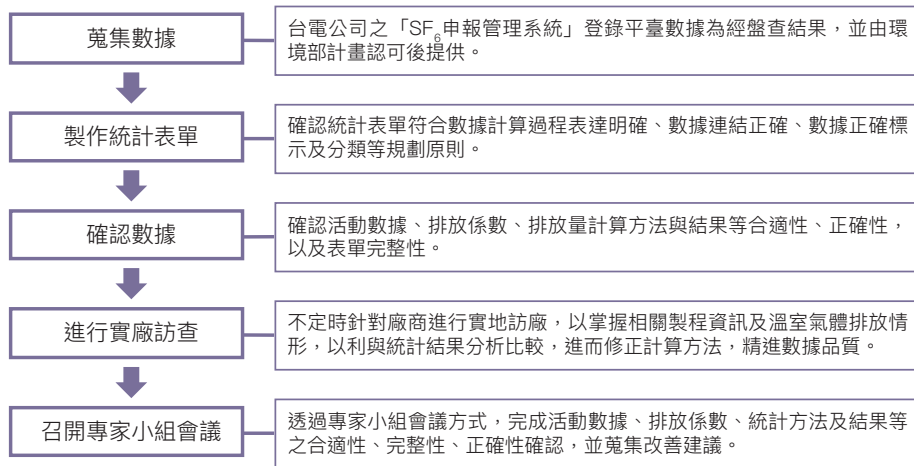 蒐集數據
台電公司之「SF₆申報管理系統」登錄平臺數據為經盤查結果，並由環
境部計畫認可後提供。
製作統計表單
確認統計表單符合數據計算過程表達明確、數據連結正確、數據正確標
示及分類等規劃原則。
確認數據
確認活動數據、排放係數、排放量計算方法與結果等合適性、正確性，
以及表單完整性。
進行實廠訪查
不定時針對廠商進行實地訪廠，以掌握相關製程資訊及溫室氣體排放情
形，以利與統計結果分析比較，進而修正計算方法，精進數據品質。
召開專家小組會議
透過專家小組會議方式，完成活動數據、排放係數、統計方法及結果等
之合適性、完整性、正確性確認，並蒐集改善建議。